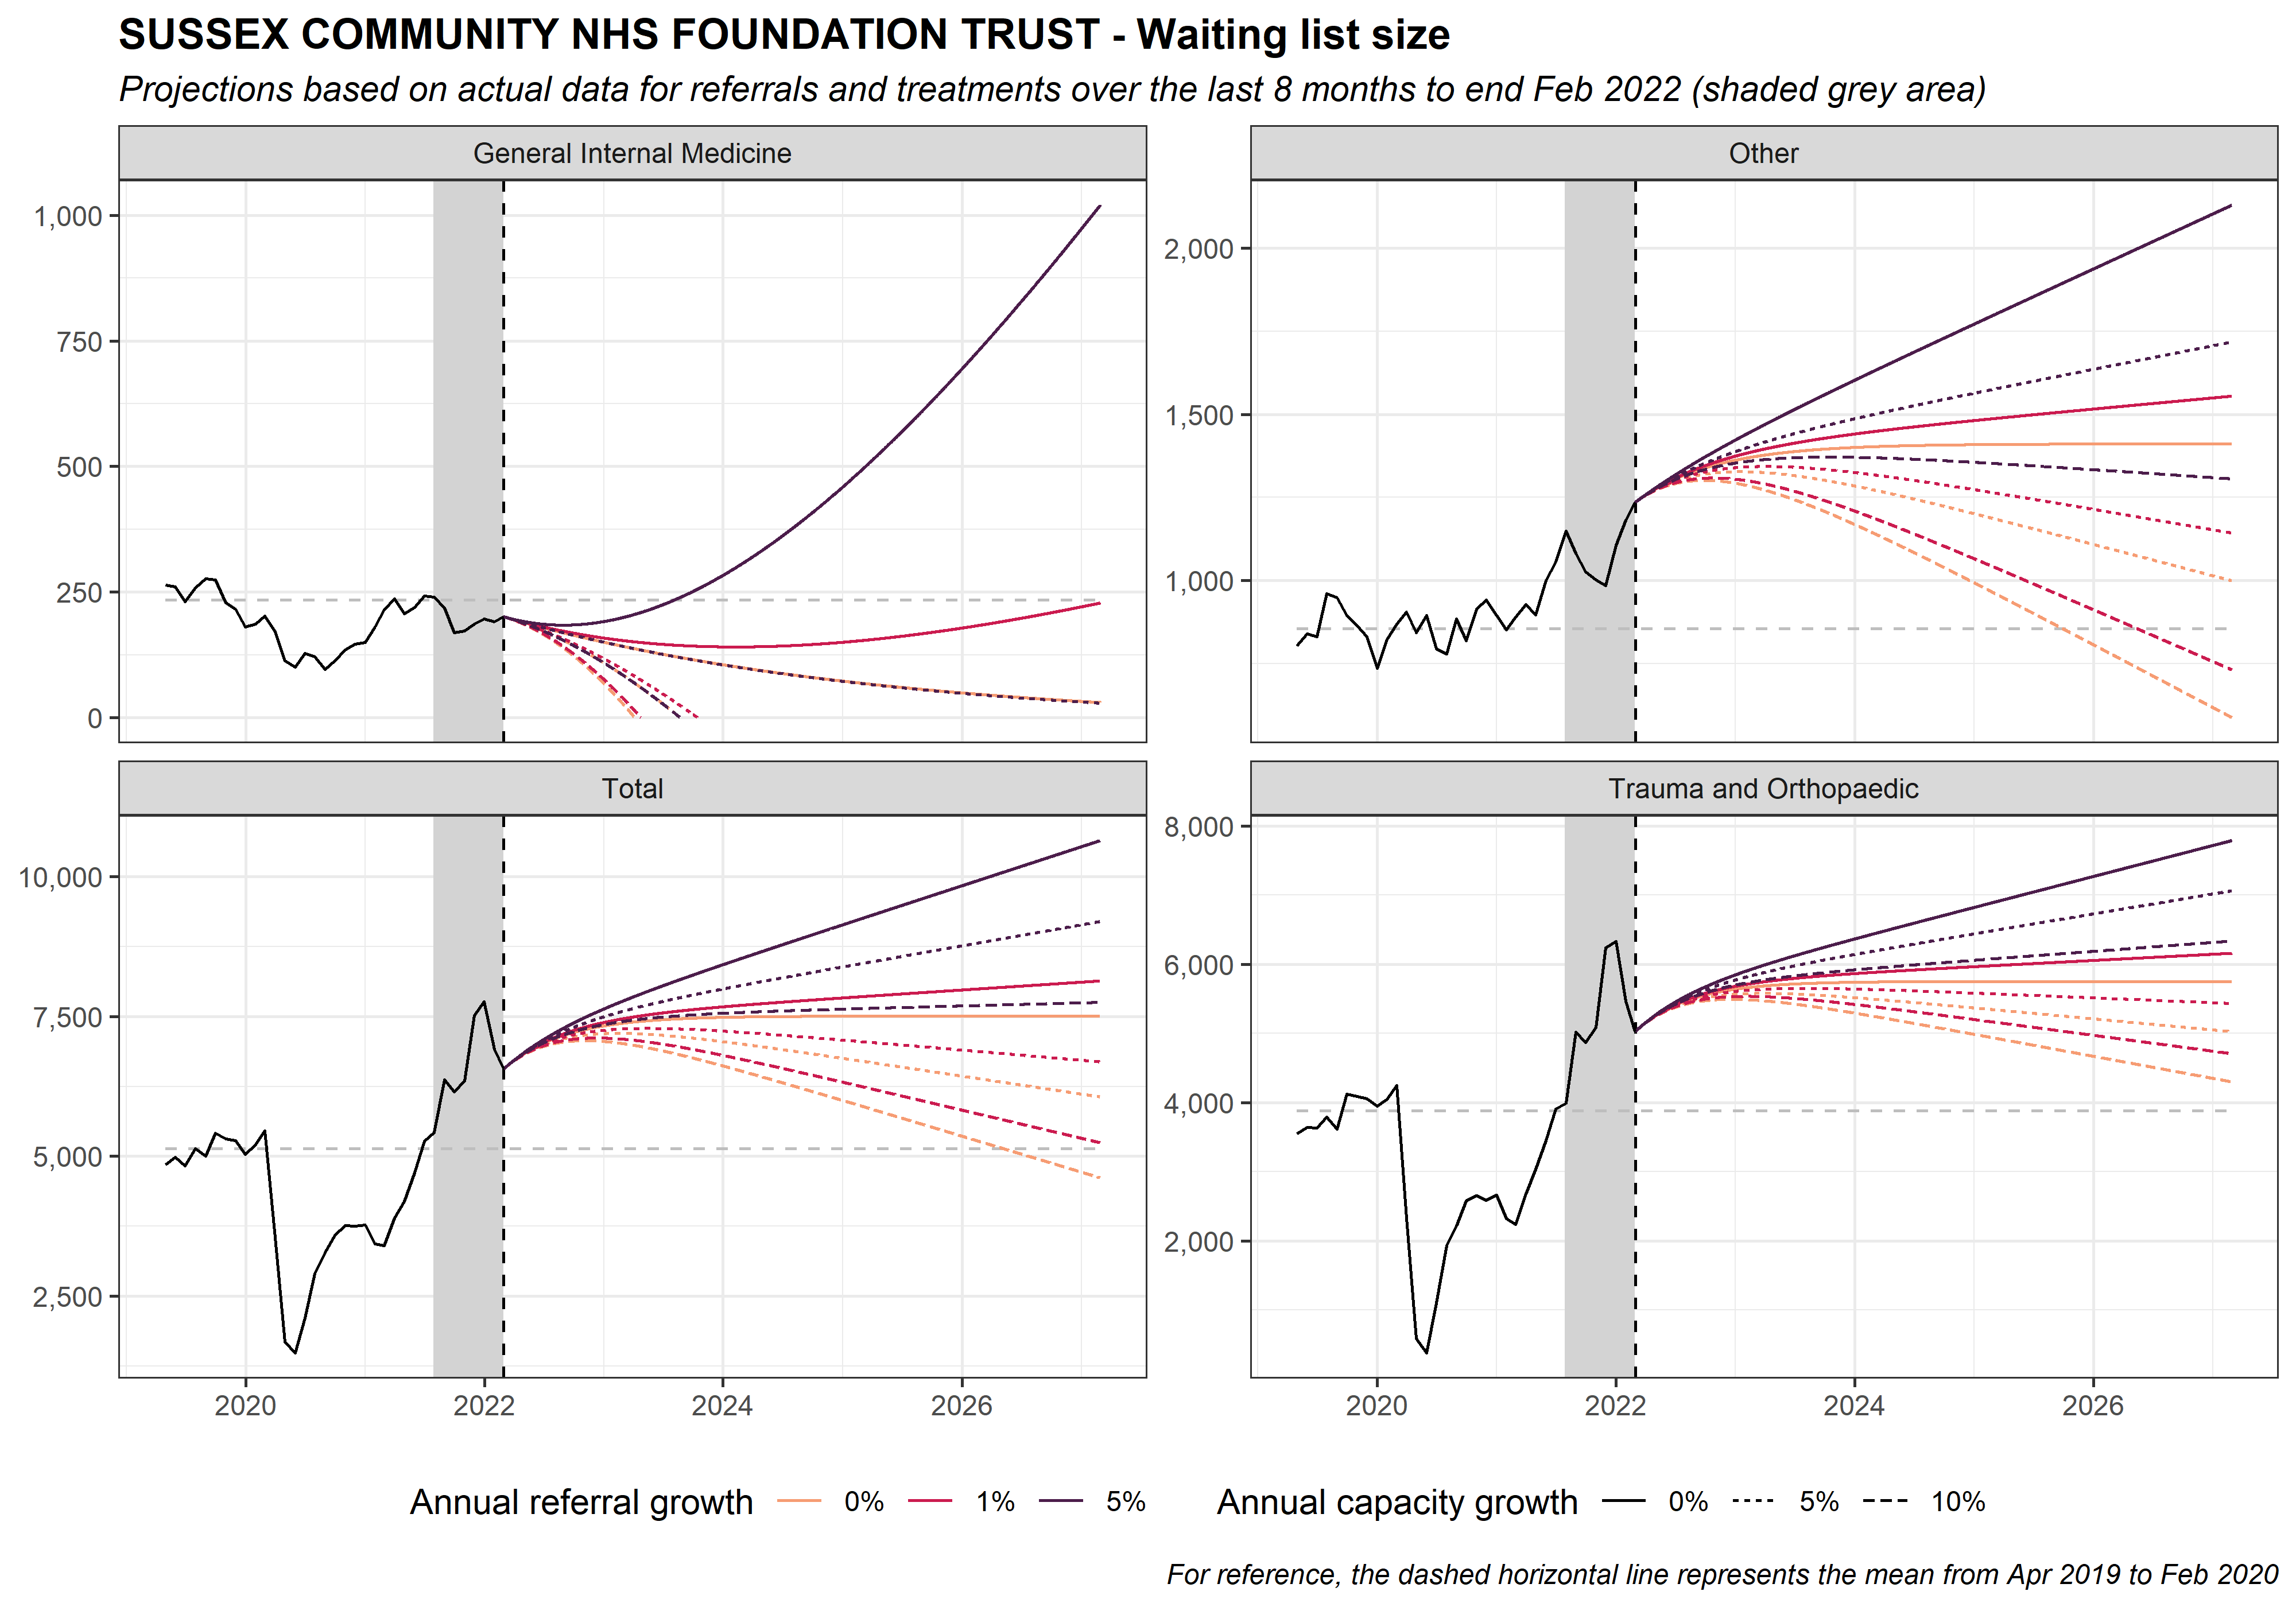 SUSSEX COMMUNITY NHS FOUNDATION TRUST - Waiting list size
Projections based on actual data for referrals and treatments over the last 8 months to end Feb 2022 (shaded grey area)
General Internal Medicine
1,000
750
500
250
0
Other
2,000
1,500
1,000
Total
10,000
7,500
5,000
2,500
2020 2022 2024 2026
Trauma and Orthopaedic
8,000
6,000
4,000
2,000
2020 2022 2024 2026
Annual referral growth 0% 1% 5%
Annual capacity growth 0% 5% 10%
For reference, the dashed horizontal line represents the mean from Apr 2019 to Feb 2020